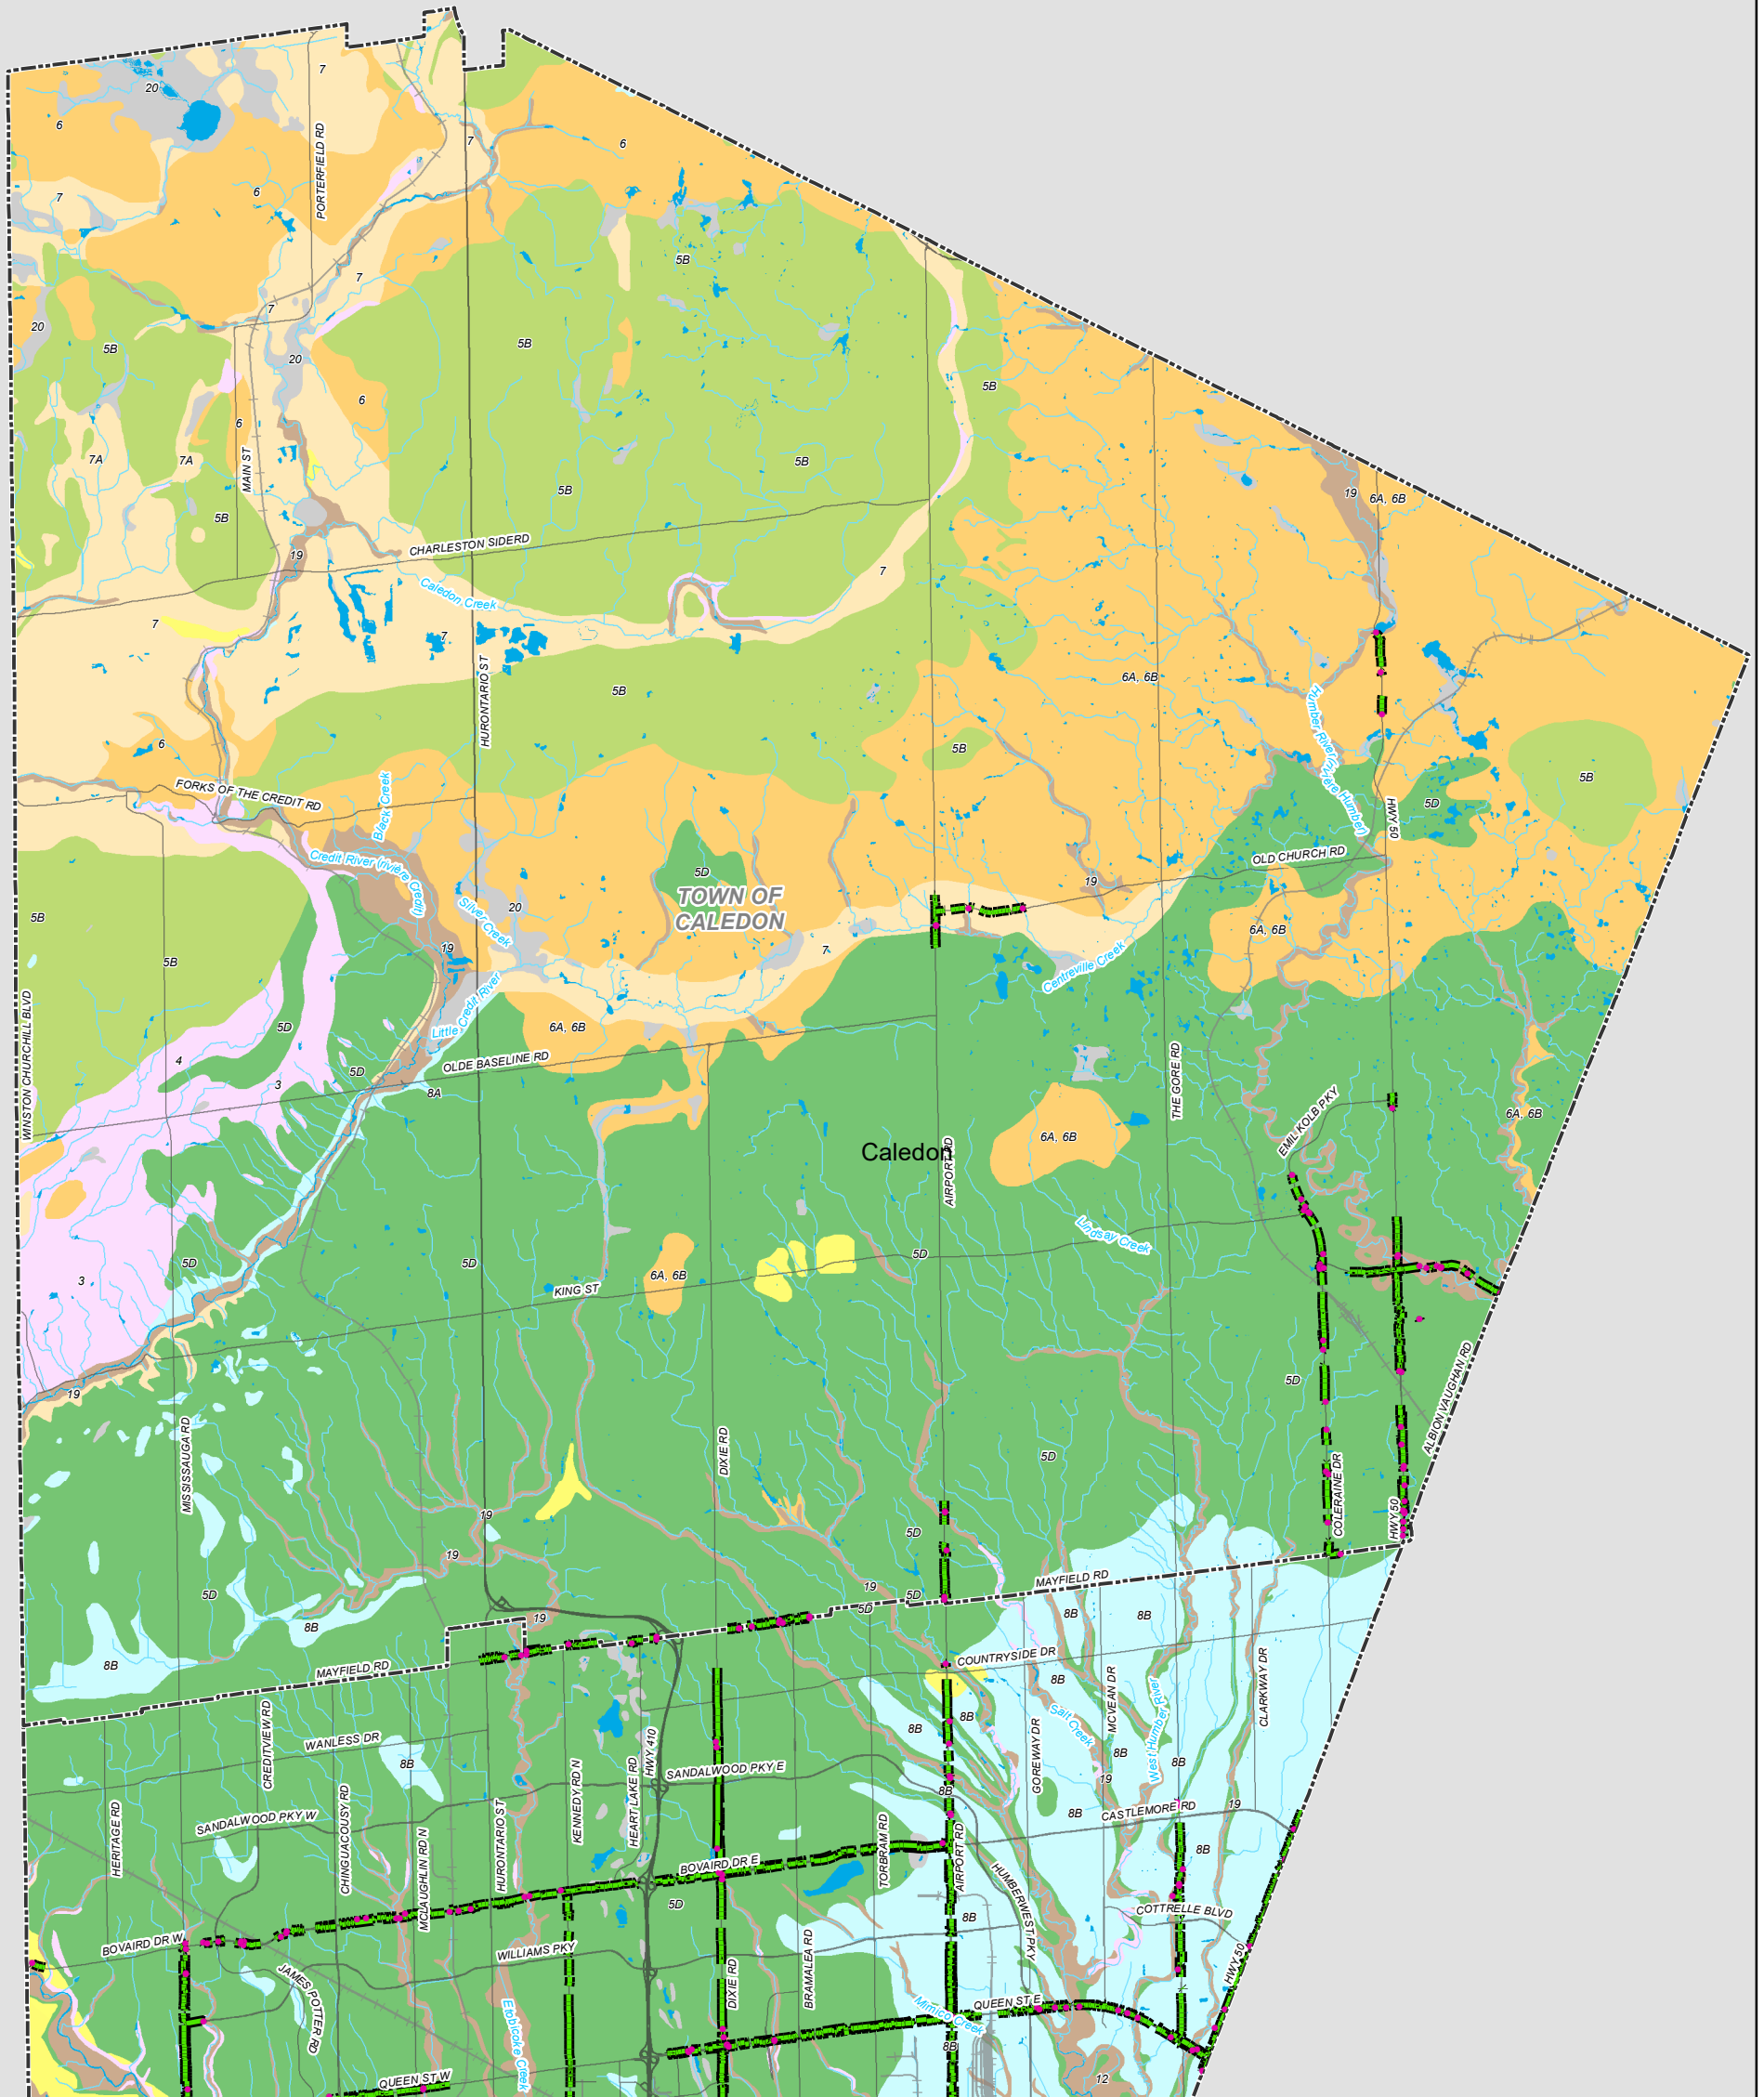 7
20
6
7
6
PORTERFIELD RD
7
6
7
5B
7
20
5B
20
5B
5B
6
6
7A
7A
MAIN ST
5B
5B
5B
19
6A, 6B
CHARLESTON SIDERD
19
7
Caledon Creek
7
7
HURONTARIO ST
5B
6A, 6B
Humber River (rivière Humber)
6
5B
5B
FORKS OF THE CREDIT RD
Black Creek
5D
HWY 50
Credit River (rivière Credit)
OLD CHURCH RD
5D
19
TOWN OF
CALEDON
20
5B
Silver Creek
6A, 6B
19
7
5B
Centreville Creek
Little Credit River
5D
6A, 6B
WINSTON CHURCHILL BLVD
4
5D
OLDE BASELINE RD
3
8A
THE GORE RD
6A, 6B
EMIL KOLB PKY
6A, 6B
Caledon
AIRPORT RD
Lindsay Creek
5D
5D
5D
6A, 6B
3
KING ST
19
5D
ALBION VAUGHAN RD
MISSISSAUGA RD
DIXIE RD
5D
COLERAINE DR
HWY 50
19
5D
19
MAYFIELD RD
5D
19
5D
5D
8B
8B
19
8B
8B
MAYFIELD RD
COUNTRYSIDE DR
CLARKWAY DR
8B
CREDITVIEW RD
MCVEAN DR
West Humber River
WANLESS DR
HWY 410
8B
8B
Salt Creek
GOREWAY DR
8B
8B
8B
SANDALWOOD PKY E
19
8B
HERITAGE RD
SANDALWOOD PKY W
CHINGUACOUSY RD
MCLAUGHLIN RD N
HURONTARIO ST
KENNEDY RD N
HEART LAKE RD
TORBRAM RD
AIRPORT RD
8B
CASTLEMORE RD
19
8B
BOVAIRD DR E
5D
HUMBERWEST PKY
8B
COTTRELLE BLVD
BOVAIRD DR W
WILLIAMS PKY
BRAMALEA RD
HWY 50
JAMES POTTER RD
DIXIE RD
Etobicoke Creek
Mimico Creek
QUEEN ST E
8B
QUEEN ST W
12